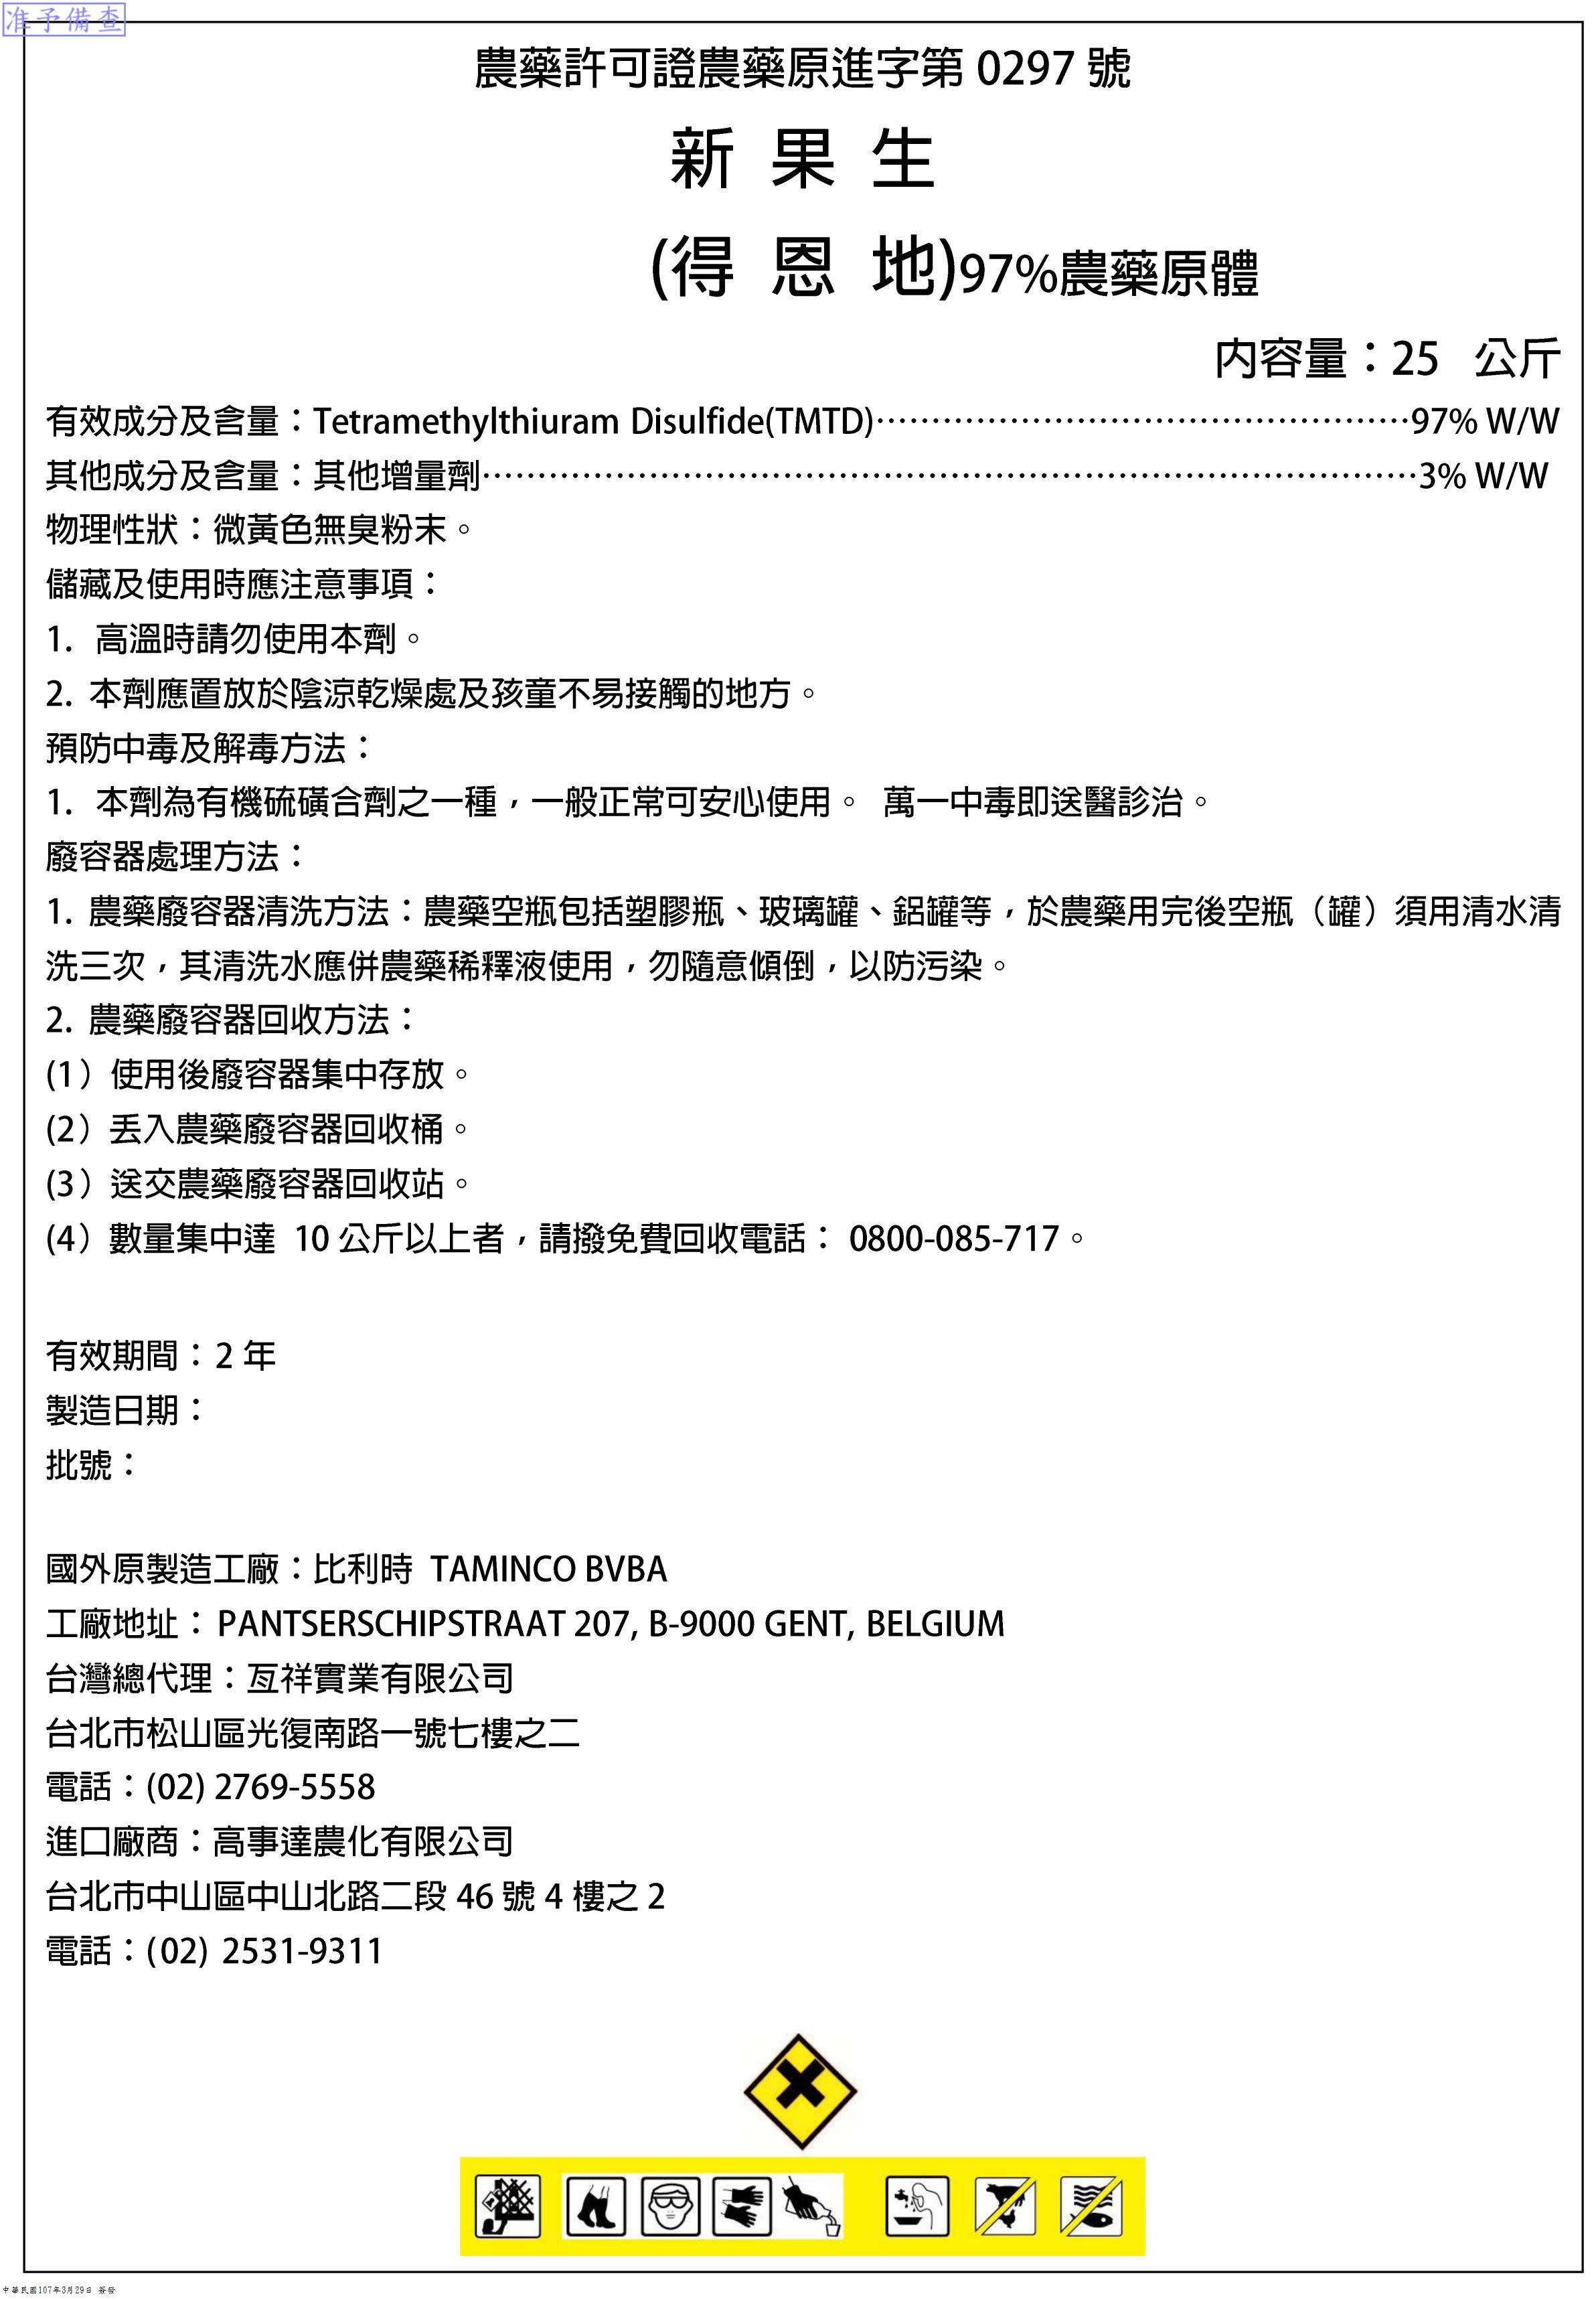 准予備查
農藥許可證農藥原進字第 0297 號
新 果 生
(得 恩 地)97%農藥原體
內容量：25 公斤
有效成分及含量：Tetramethylthiuram Disulfide(TMTD)…………………………………………97% W/W
其他成分及含量：其他增量劑……………………………………………………………………………3% W/W
物理性狀：微黃色無臭粉末。
儲藏及使用時應注意事項：
1. 高溫時請勿使用本劑。
2. 本劑應置放於陰涼乾燥處及孩童不易接觸的地方。
預防中毒及解毒方法：
1. 本劑為有機硫磺合劑之一種，一般正常可安心使用。 萬一中毒即送醫診治。
廢容器處理方法：
1. 農藥廢容器清洗方法：農藥空瓶包括塑膠瓶、玻璃罐、鋁罐等，於農藥用完後空瓶（罐）須用清水清
洗三次，其清洗水應併農藥稀釋液使用，勿隨意傾倒，以防污染。
2. 農藥廢容器回收方法：
(1）使用後廢容器集中存放。
(2）丟入農藥廢容器回收桶。
(3）送交農藥廢容器回收站。
(4）數量集中達 10 公斤以上者，請撥免費回收電話： 0800-085-717。
有效期間：2 年
製造日期：
批號：
國外原製造工廠：比利時 TAMINCO BVBA
工廠地址：PANTSERSCHIPSTRAAT 207, B-9000 GENT, BELGIUM
台灣總代理：亙祥實業有限公司
台北市松山區光復南路一號七樓之二
電話：(02) 2769-5558
進口廠商：高事達農化有限公司
台北市中山區中山北路二段 46 號 4 樓之 2
電話：(02) 2531-9311
中華民國107年3月29日 簽發